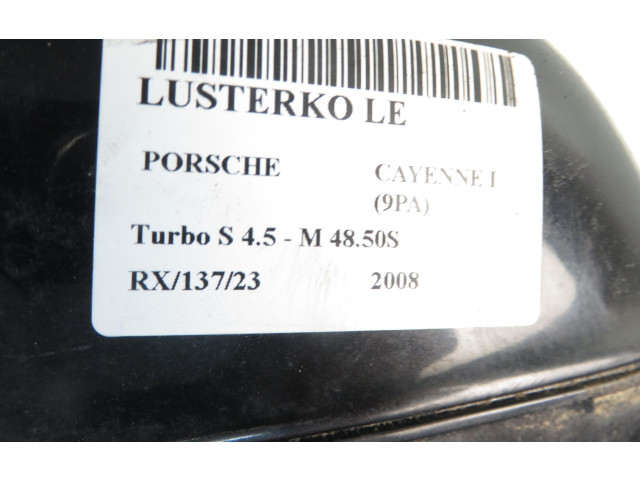 LUSTERKO LE
PORSCHE CAYENNE I
(9PA)
Turbo S 4.5 - M 48.50S
RX/137/23 2008